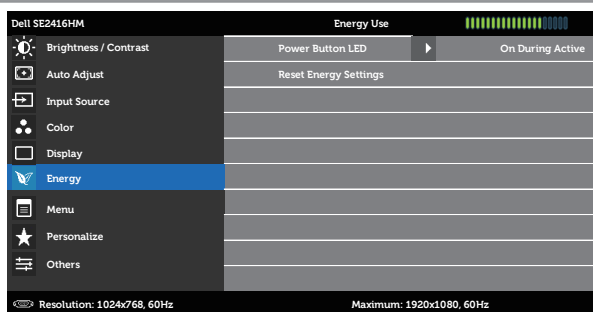 Dell SE2416HM Energy Use
Brightness / Contrast Power Button LED On During Active
Auto Adjust Reset Energy Settings
Input Source
Color
Display
Energy
Menu
Personalize
Others
Resolution: 1024x768, 60Hz Maximum: 1920x1080, 60Hz